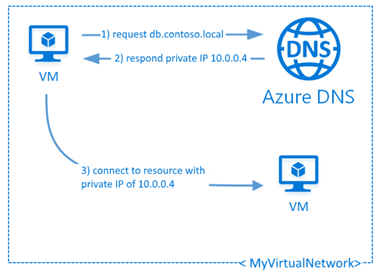 1) request db.contoso.local
DNS
2) respond private IP 10.0.0.4
VM
Azure DNS
3) connect to resource with
private IP of 10.0.0.4
VM
< MyVirtualNetwork>